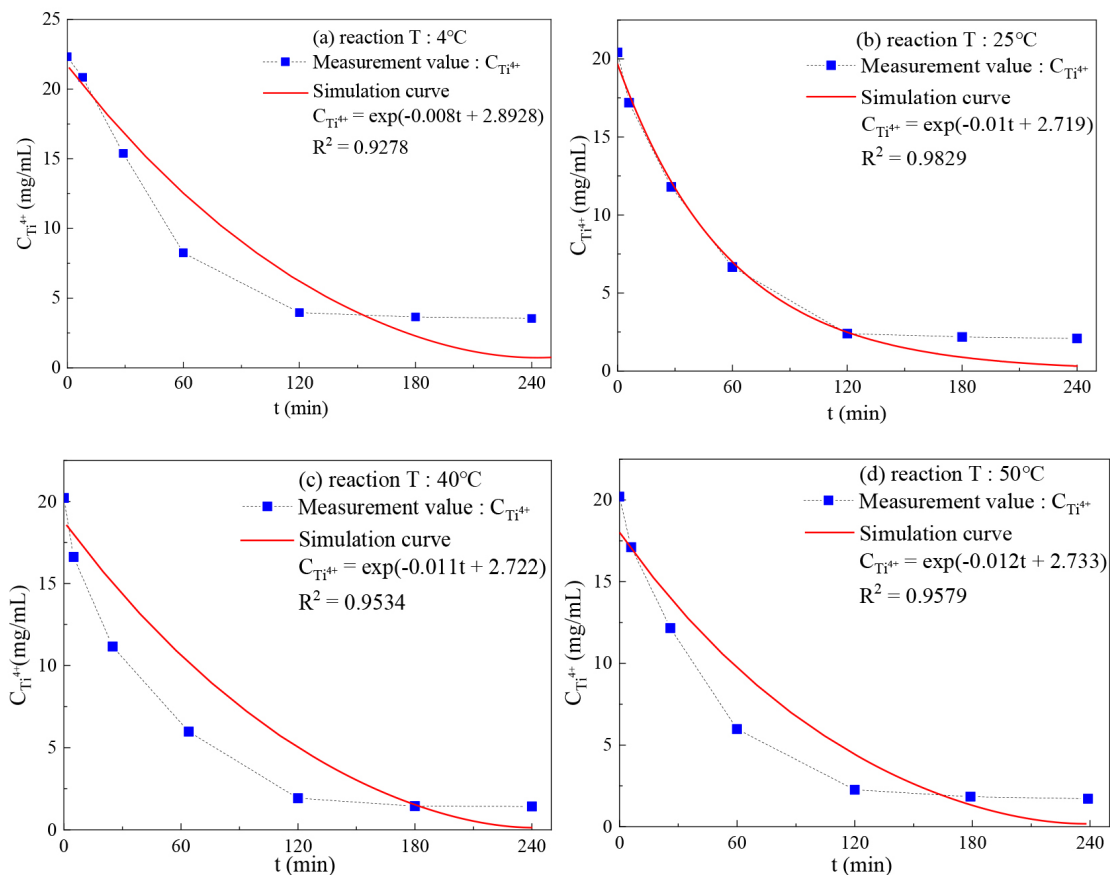 (a) reaction T : 4℃
Measurement value : C_Ti⁴⁺
Simulation curve
C_Ti⁴⁺ = exp(-0.008t + 2.8928)
R² = 0.9278
C_Ti⁴⁺ (mg/mL)
25
20
15
10
5
0
0 60 120 180 240
t (min)
(b) reaction T : 25℃
Measurement value : C_Ti⁴⁺
Simulation curve
C_Ti⁴⁺ = exp(-0.01t + 2.719)
R² = 0.9829
C_Ti⁴⁺ (mg/mL)
20
15
10
5
0
0 60 120 180 240
t (min)
(c) reaction T : 40℃
Measurement value : C_Ti⁴⁺
Simulation curve
C_Ti⁴⁺ = exp(-0.011t + 2.722)
R² = 0.9534
C_Ti⁴⁺(mg/mL)
20
15
10
5
0
0 60 120 180 240
t (min)
(d) reaction T : 50℃
Measurement value : C_Ti⁴⁺
Simulation curve
C_Ti⁴⁺ = exp(-0.012t + 2.733)
R² = 0.9579
C_Ti⁴⁺ (mg/mL)
20
15
10
5
0
0 60 120 180 240
t (min)